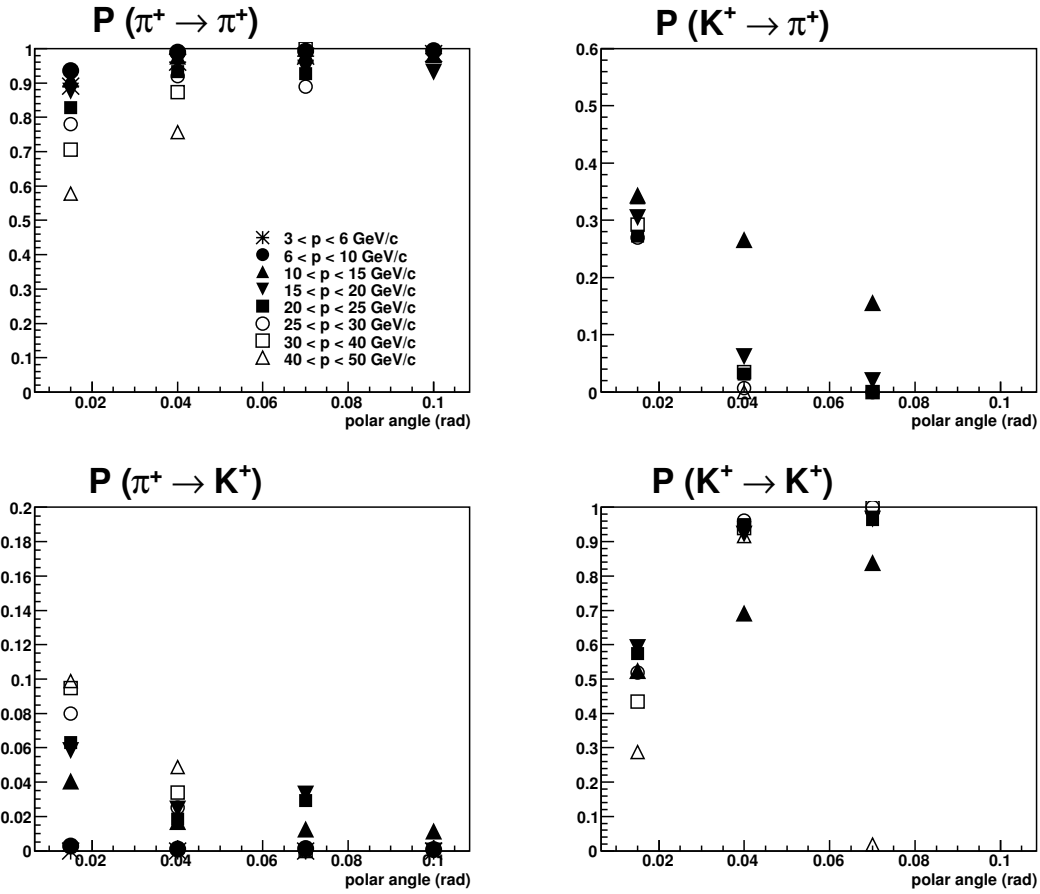 P (π⁺ → π⁺)
1
0.9
0.8
0.7
0.6
0.5
0.4
0.3
0.2
0.1
0
3 < p < 6 GeV/c
6 < p < 10 GeV/c
10 < p < 15 GeV/c
15 < p < 20 GeV/c
20 < p < 25 GeV/c
25 < p < 30 GeV/c
30 < p < 40 GeV/c
40 < p < 50 GeV/c
0.02 0.04 0.06 0.08 0.1
polar angle (rad)
P (K⁺ → π⁺)
0.6
0.5
0.4
0.3
0.2
0.1
0
0.02 0.04 0.06 0.08 0.1
polar angle (rad)
P (π⁺ → K⁺)
0.2
0.18
0.16
0.14
0.12
0.1
0.08
0.06
0.04
0.02
0
0.02 0.04 0.06 0.08 0.1
polar angle (rad)
P (K⁺ → K⁺)
1
0.9
0.8
0.7
0.6
0.5
0.4
0.3
0.2
0.1
0
0.02 0.04 0.06 0.08 0.1
polar angle (rad)